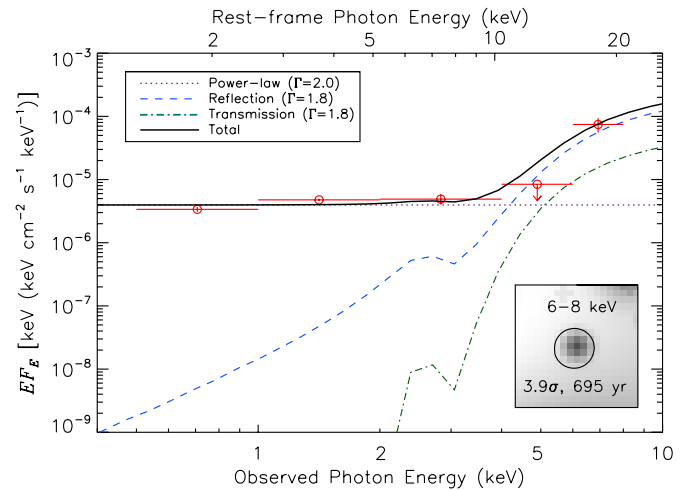 Rest-frame Photon Energy (keV)
2 5 10 20
10⁻³
10⁻⁴
10⁻⁵
10⁻⁶
10⁻⁷
10⁻⁸
10⁻⁹
EF_E [keV (keV cm⁻² s⁻¹ keV⁻¹)]
Power-law (Γ=2.0)
Reflection (Γ=1.8)
Transmission (Γ=1.8)
Total
6-8 keV
3.9σ, 695 yr
1 2 5 10
Observed Photon Energy (keV)